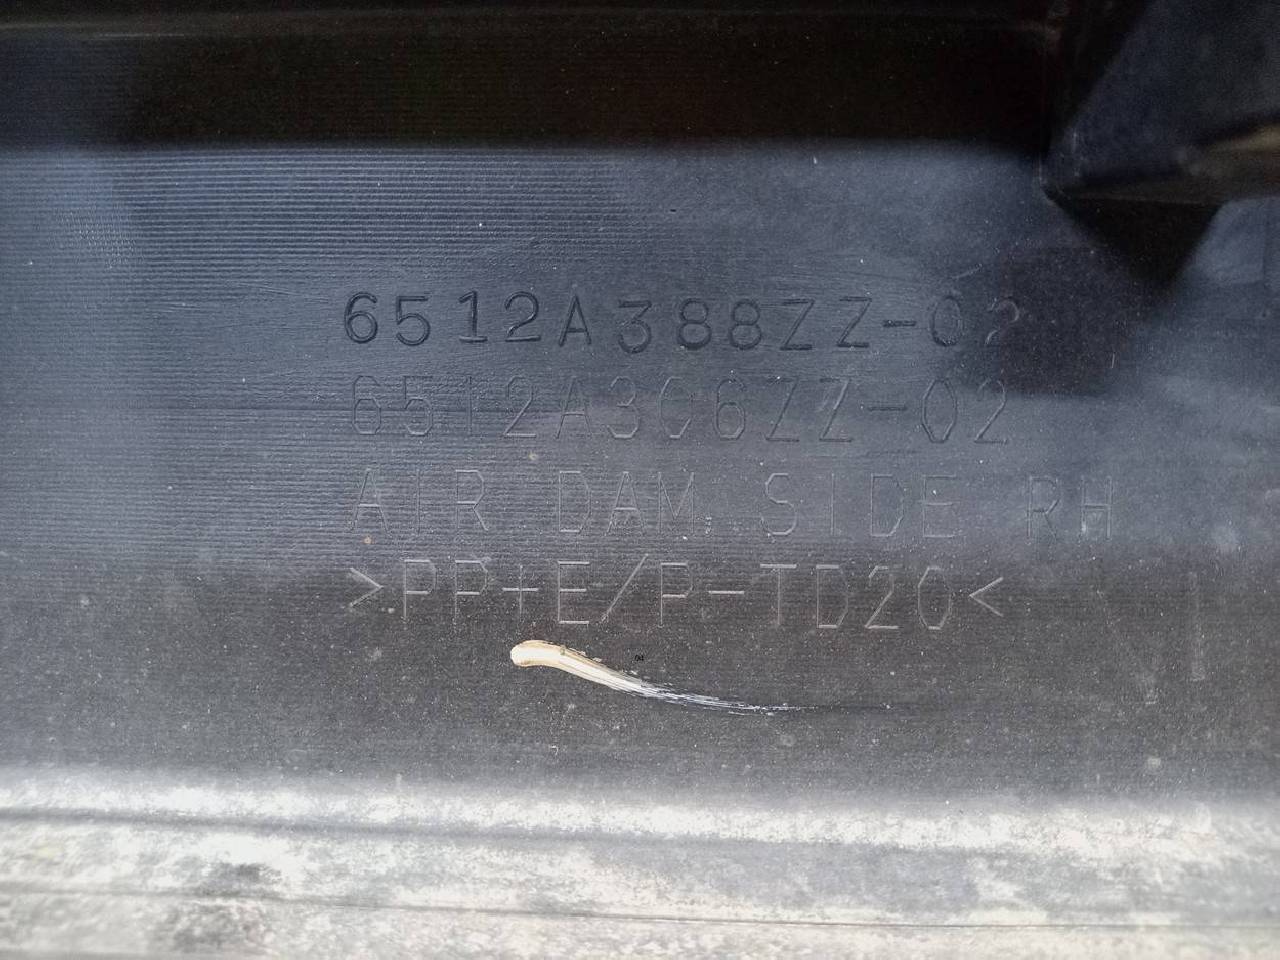 6512A388ZZ-02
6512A306ZZ-02
AIR DAM SIDE RH
>PP+E/P-TD20<